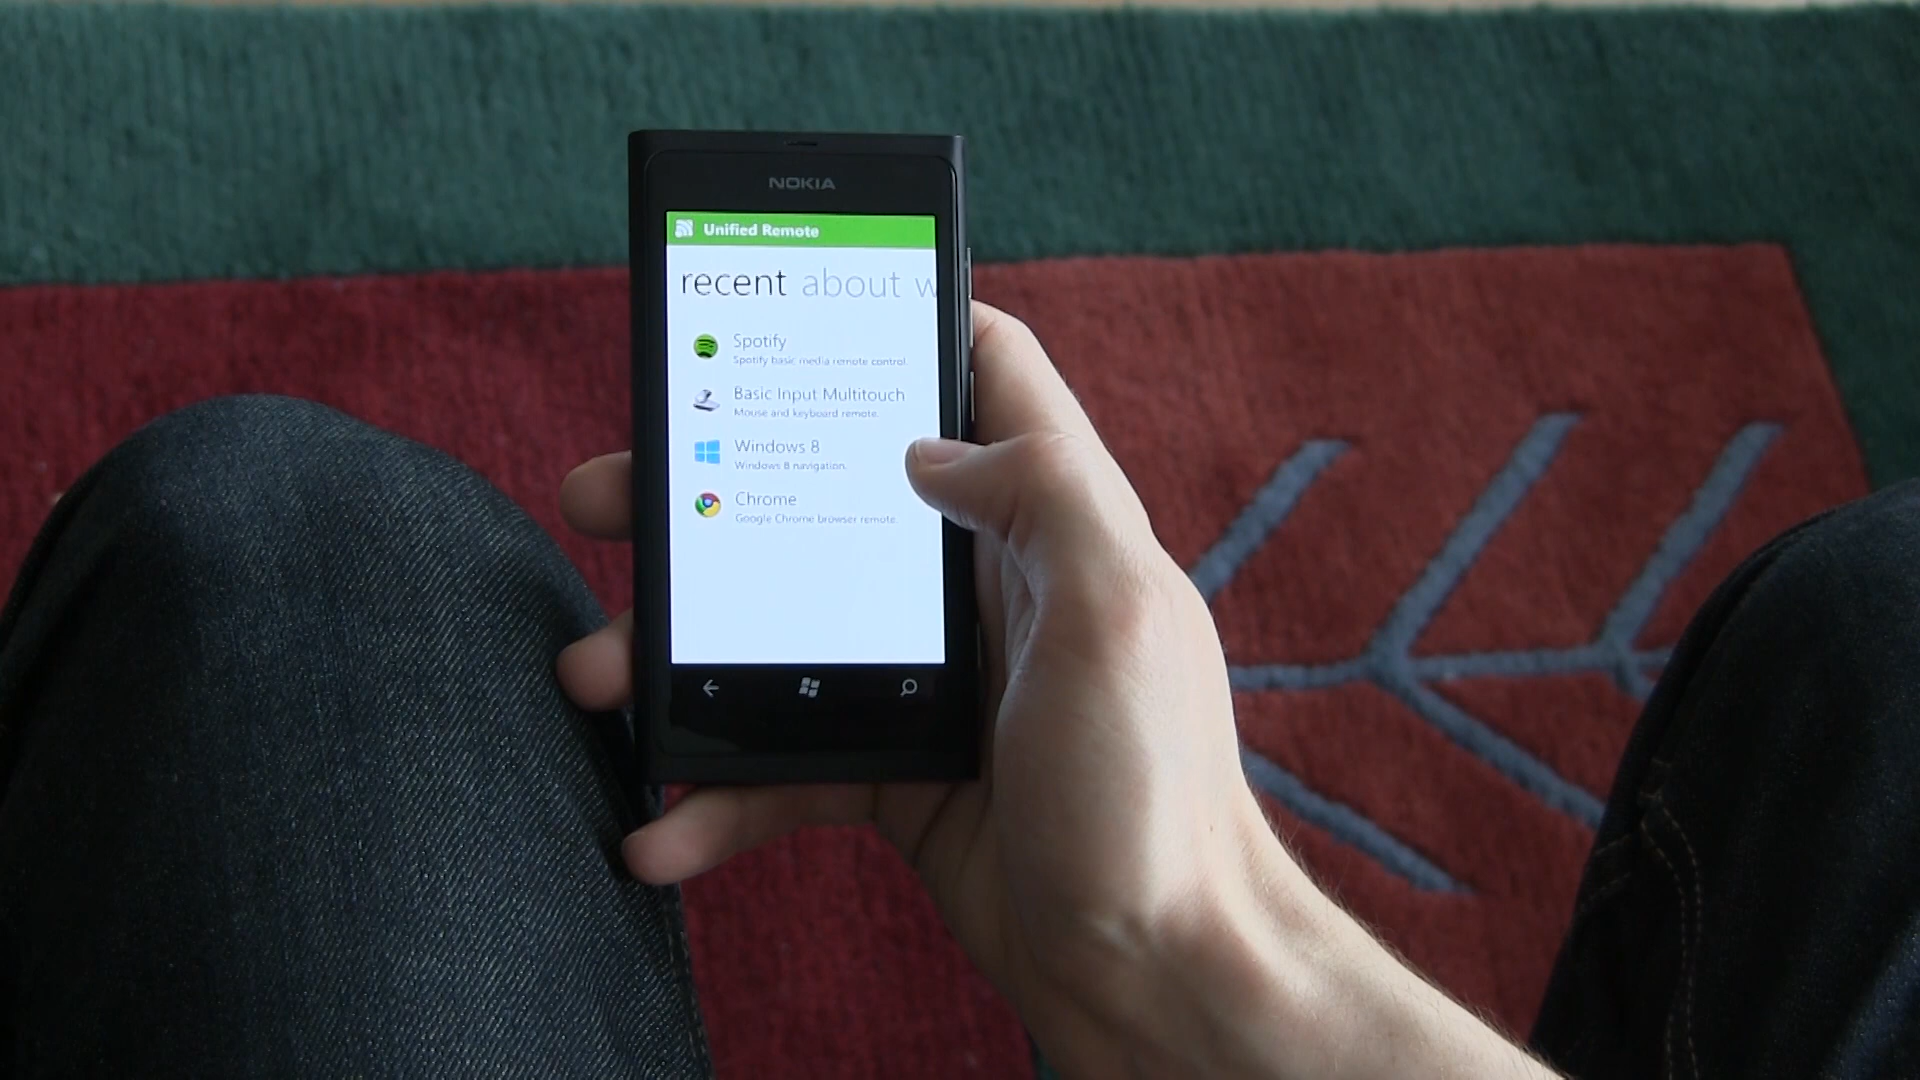 NOKIA
Unified Remote
recent about w
Spotify
Spotify basic media remote control.
Basic Input Multitouch
Mouse and keyboard remote.
Windows 8
Windows 8 navigation.
Chrome
Google Chrome browser remote.